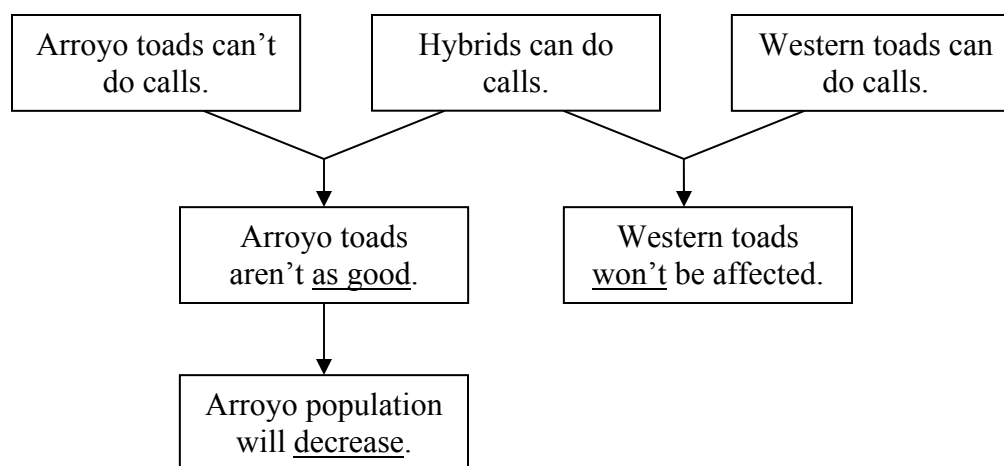 Arroyo toads can’t
do calls.
Hybrids can do
calls.
Western toads can
do calls.
Arroyo toads
aren’t as good.
Western toads
won’t be affected.
Arroyo population
will decrease.